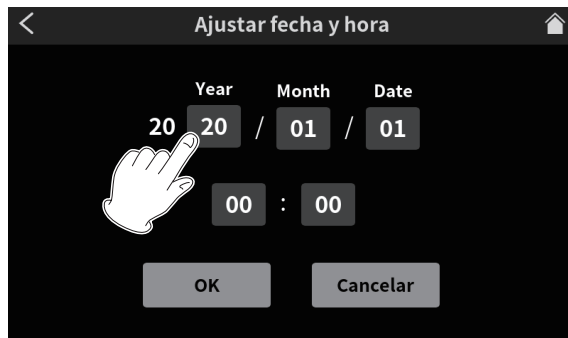 Ajustar fecha y hora
Year Month Date
20 20 / 01 / 01
00 : 00
OK Cancelar